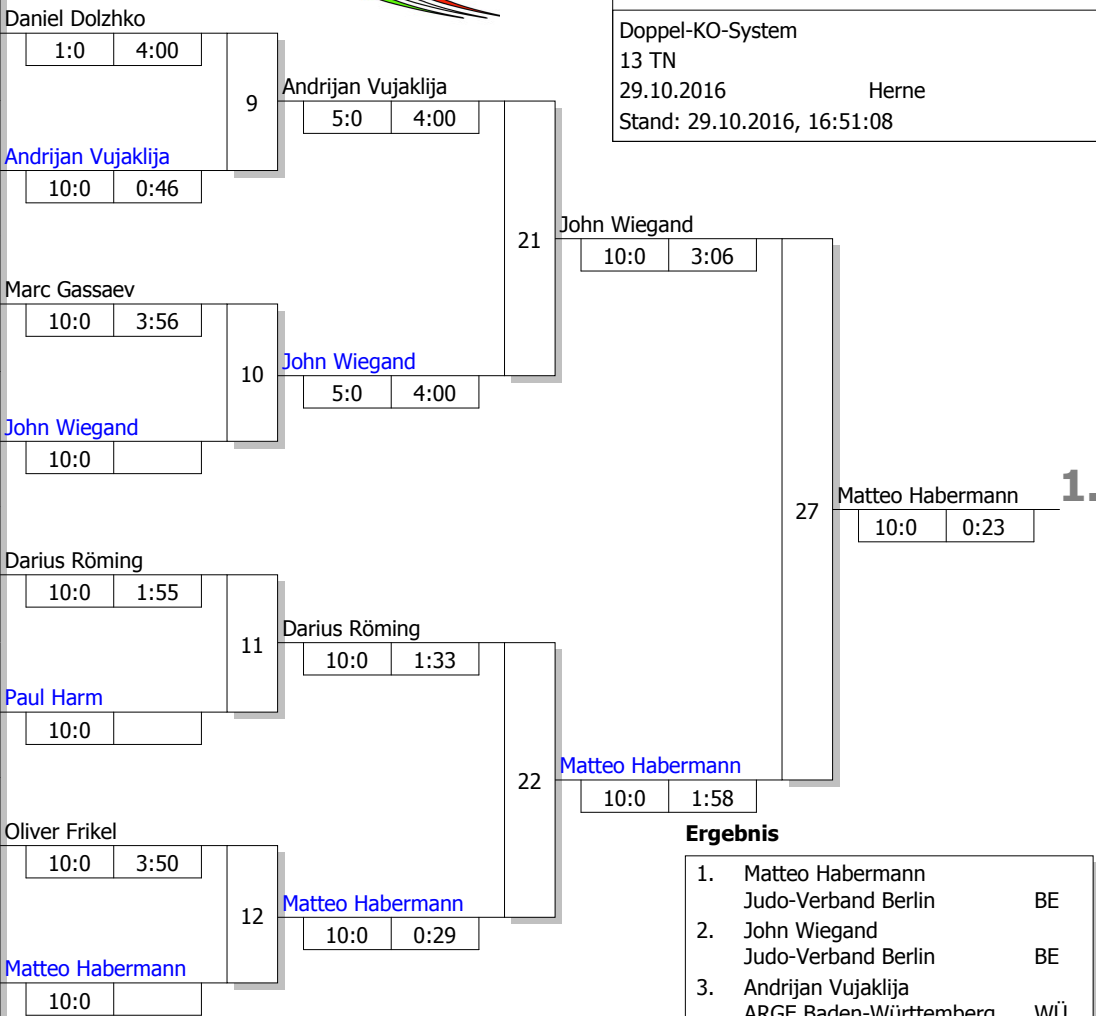 Daniel Dolzhko
1:0 4:00
9
Andrijan Vujaklija
10:0 0:46
Andrijan Vujaklija
5:0 4:00
Doppel-KO-System
13 TN
29.10.2016 Herne
Stand: 29.10.2016, 16:51:08
21
John Wiegand
10:0 3:06
Marc Gassaev
10:0 3:56
10
John Wiegand
5:0 4:00
John Wiegand
10:0
27
Matteo Habermann 1.
10:0 0:23
Darius Röming
10:0 1:55
11
Darius Röming
10:0 1:33
Paul Harm
10:0
22
Matteo Habermann
10:0 1:58
Oliver Frikel
10:0 3:50
12
Matteo Habermann
10:0 0:29
Matteo Habermann
10:0
Ergebnis
1. Matteo Habermann
Judo-Verband Berlin BE
2. John Wiegand
Judo-Verband Berlin BE
3. Andrijan Vujaklija
ARGE Baden-Württemberg WÜ